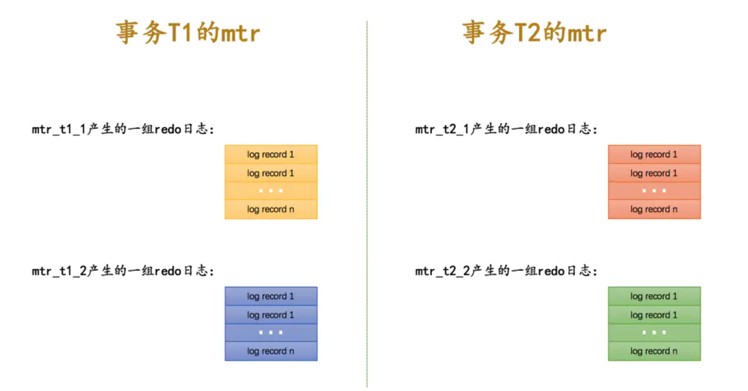 事务T1的mtr
mtr_t1_1产生的一组redo日志：
log record 1
log record 1
...
log record n
mtr_t1_2产生的一组redo日志：
log record 1
log record 1
...
log record n
事务T2的mtr
mtr_t2_1产生的一组redo日志：
log record 1
log record 1
...
log record n
mtr_t2_2产生的一组redo日志：
log record 1
log record 1
...
log record n